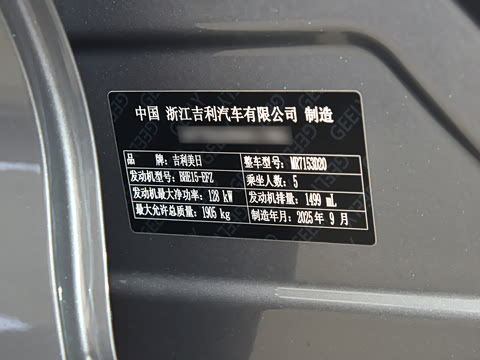 中国 浙江吉利汽车有限公司 制造
品 牌: 吉利美日 整车型号: MR7153D20
发动机型号: BHE15-EFZ 乘坐人数: 5
发动机最大净功率: 128 kW 发动机排量: 1499 mL
最大允许总质量: 1905 kg 制造年月: 2025 年 9 月